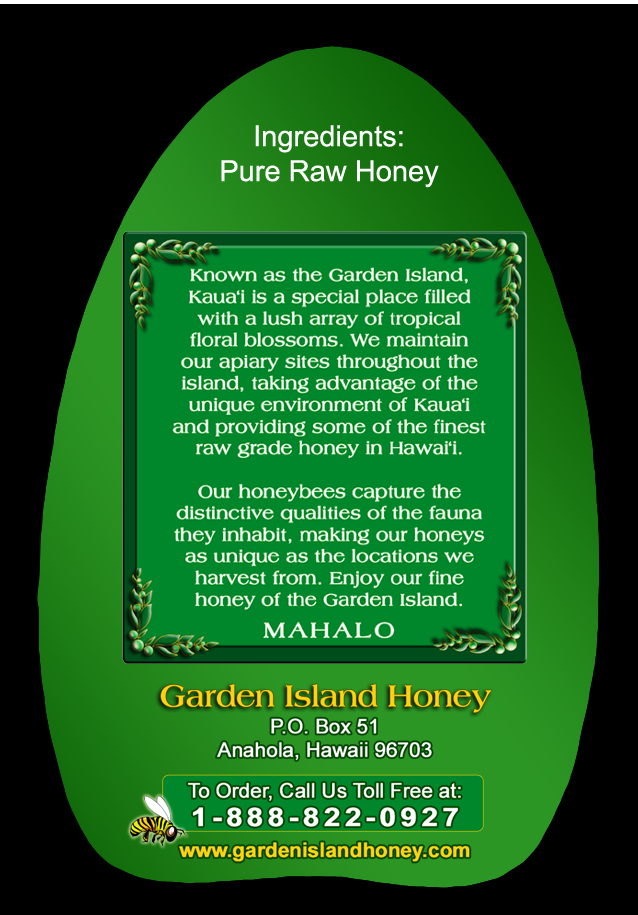 Ingredients:
Pure Raw Honey
Known as the Garden Island,
Kaua'i is a special place filled
with a lush array of tropical
floral blossoms. We maintain
our apiary sites throughout the
island, taking advantage of the
unique environment of Kaua'i
and providing some of the finest
raw grade honey in Hawai'i.
Our honeybees capture the
distinctive qualities of the fauna
they inhabit, making our honeys
as unique as the locations we
harvest from. Enjoy our fine
honey of the Garden Island.
MAHALO
Garden Island Honey
P.O. Box 51
Anahola, Hawaii 96703
To Order, Call Us Toll Free at:
1-888-822-0927
www.gardenislandhoney.com